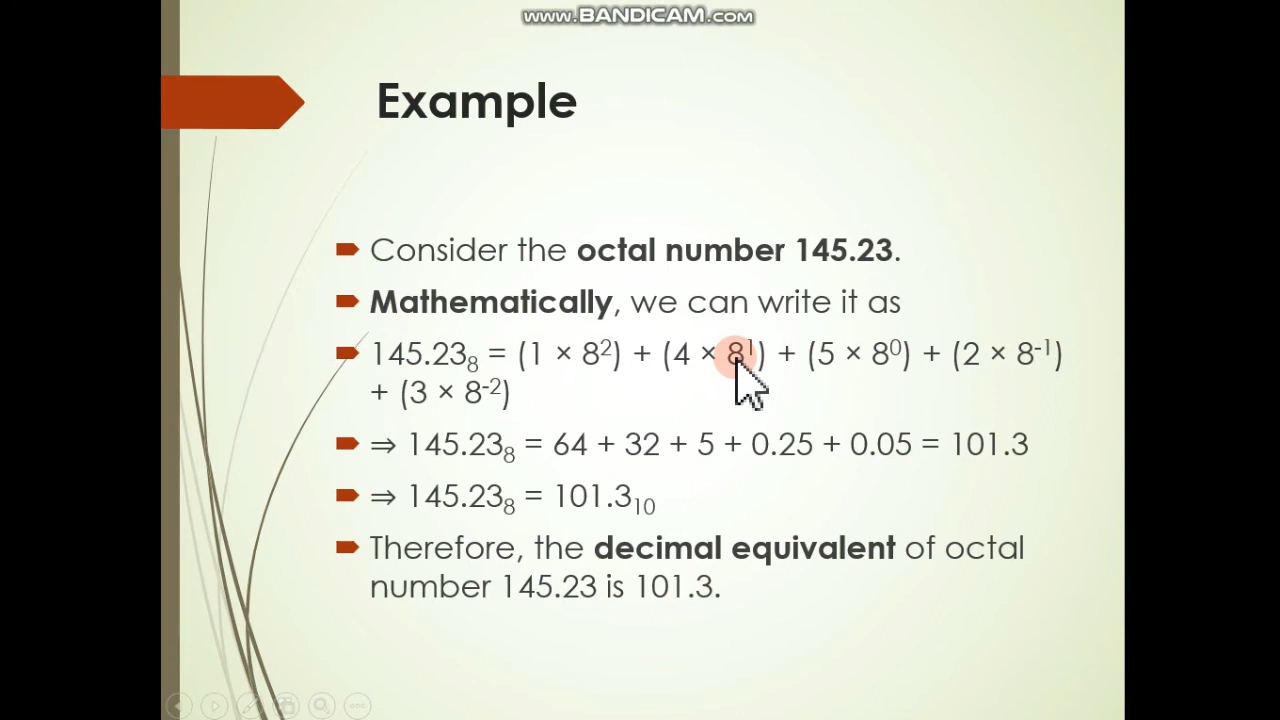 www.BANDICAM.com
Example
Consider the octal number 145.23.
Mathematically, we can write it as
145.23₈ = (1 × 8²) + (4 × 8¹) + (5 × 8⁰) + (2 × 8⁻¹)
+ (3 × 8⁻²)
⇒ 145.23₈ = 64 + 32 + 5 + 0.25 + 0.05 = 101.3
⇒ 145.23₈ = 101.3₁₀
Therefore, the decimal equivalent of octal
number 145.23 is 101.3.